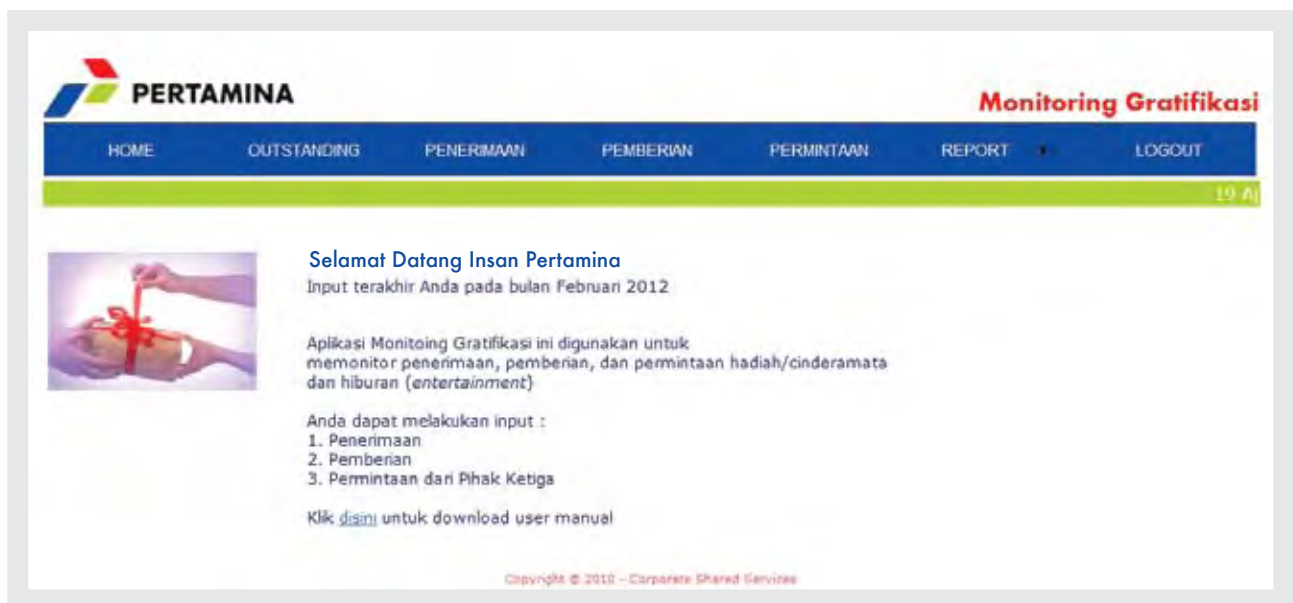 PERTAMINA
Monitoring Gratifikasi
HOME OUTSTANDING PENERIMAAN PEMBERIAN PERMINTAAN REPORT LOGOUT
19 A
Selamat Datang Insan Pertamina
Input terakhir Anda pada bulan Februari 2012
Aplikasi Monitoing Gratifikasi ini digunakan untuk
memonitor penerimaan, pemberian, dan permintaan hadiah/cinderamata
dan hiburan (entertainment)
Anda dapat melakukan input :
1. Penerimaan
2. Pemberian
3. Permintaan dari Pihak Ketiga
Klik disini untuk download user manual
Copyright © 2010 - Corporate Shared Services